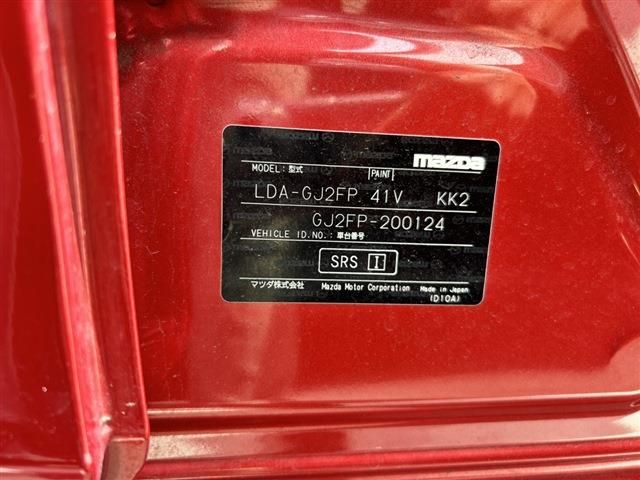 mazda
MODEL: 型式 PAINT
LDA-GJ2FP 41V KK2
GJ2FP-200124
VEHICLE ID.NO.: 車台番号
SRS I
マツダ株式会社 Mazda Motor Corporation Made in Japan
(D10A)